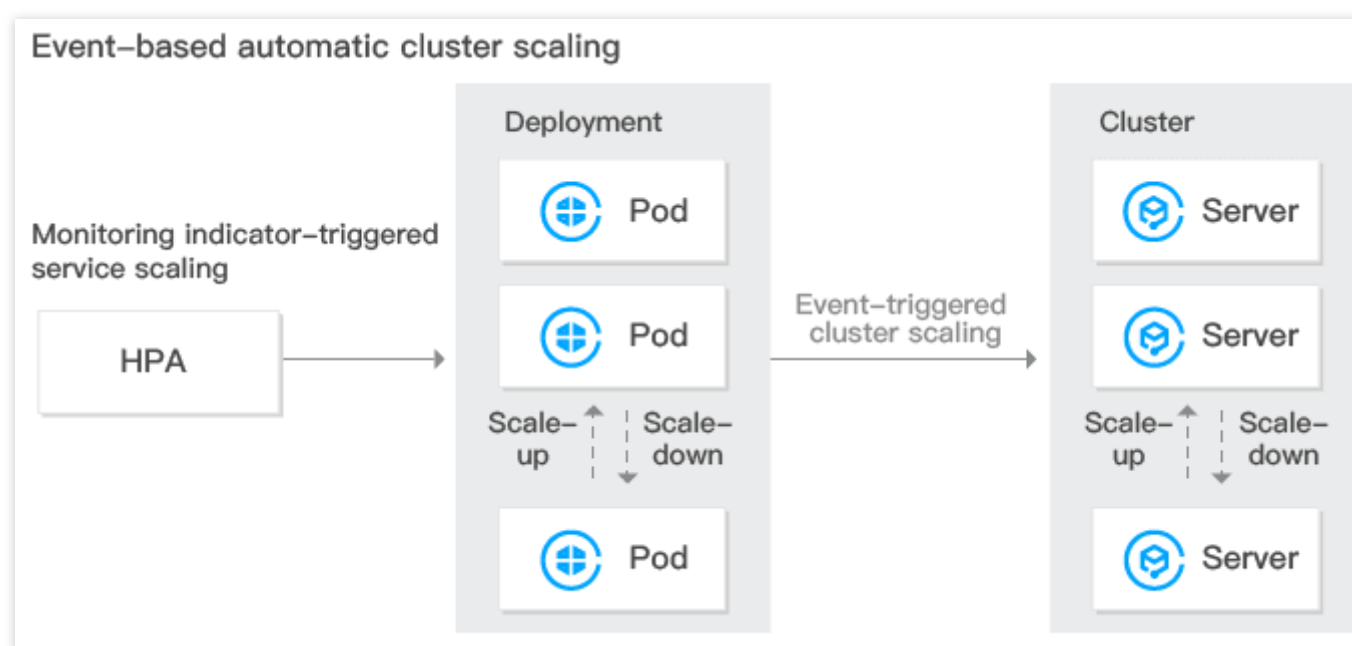 Event–based automatic cluster scaling
Monitoring indicator–triggered
service scaling
HPA
Deployment
Pod
Pod
Scale–
up
Scale–
down
Pod
Event–triggered
cluster scaling
Cluster
Server
Server
Scale–
up
Scale–
down
Server